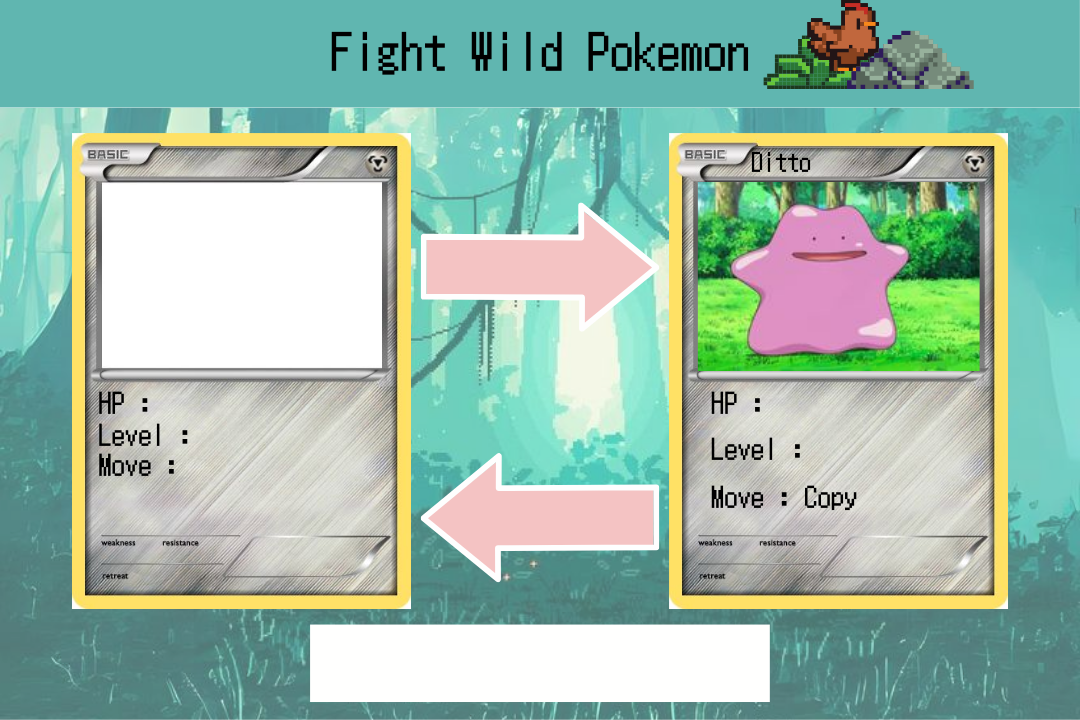 Fight Wild Pokemon
BASIC
HP :
Level :
Move :
weakness resistance
retreat
BASIC Ditto
HP :
Level :
Move : Copy
weakness resistance
retreat